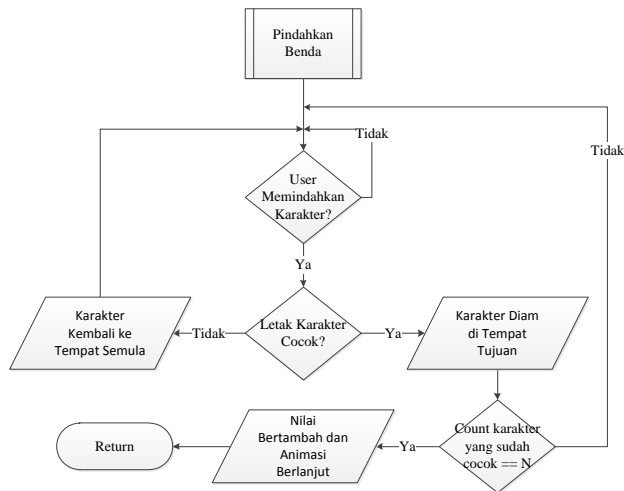 Pindahkan
Benda
Tidak
Tidak
User
Memindahkan
Karakter?
Ya
Karakter
Kembali ke
Tempat Semula
Tidak
Letak Karakter
Cocok?
Ya
Karakter Diam
di Tempat
Tujuan
Return
Nilai
Bertambah dan
Animasi
Berlanjut
Ya
Count karakter
yang sudah
cocok == N